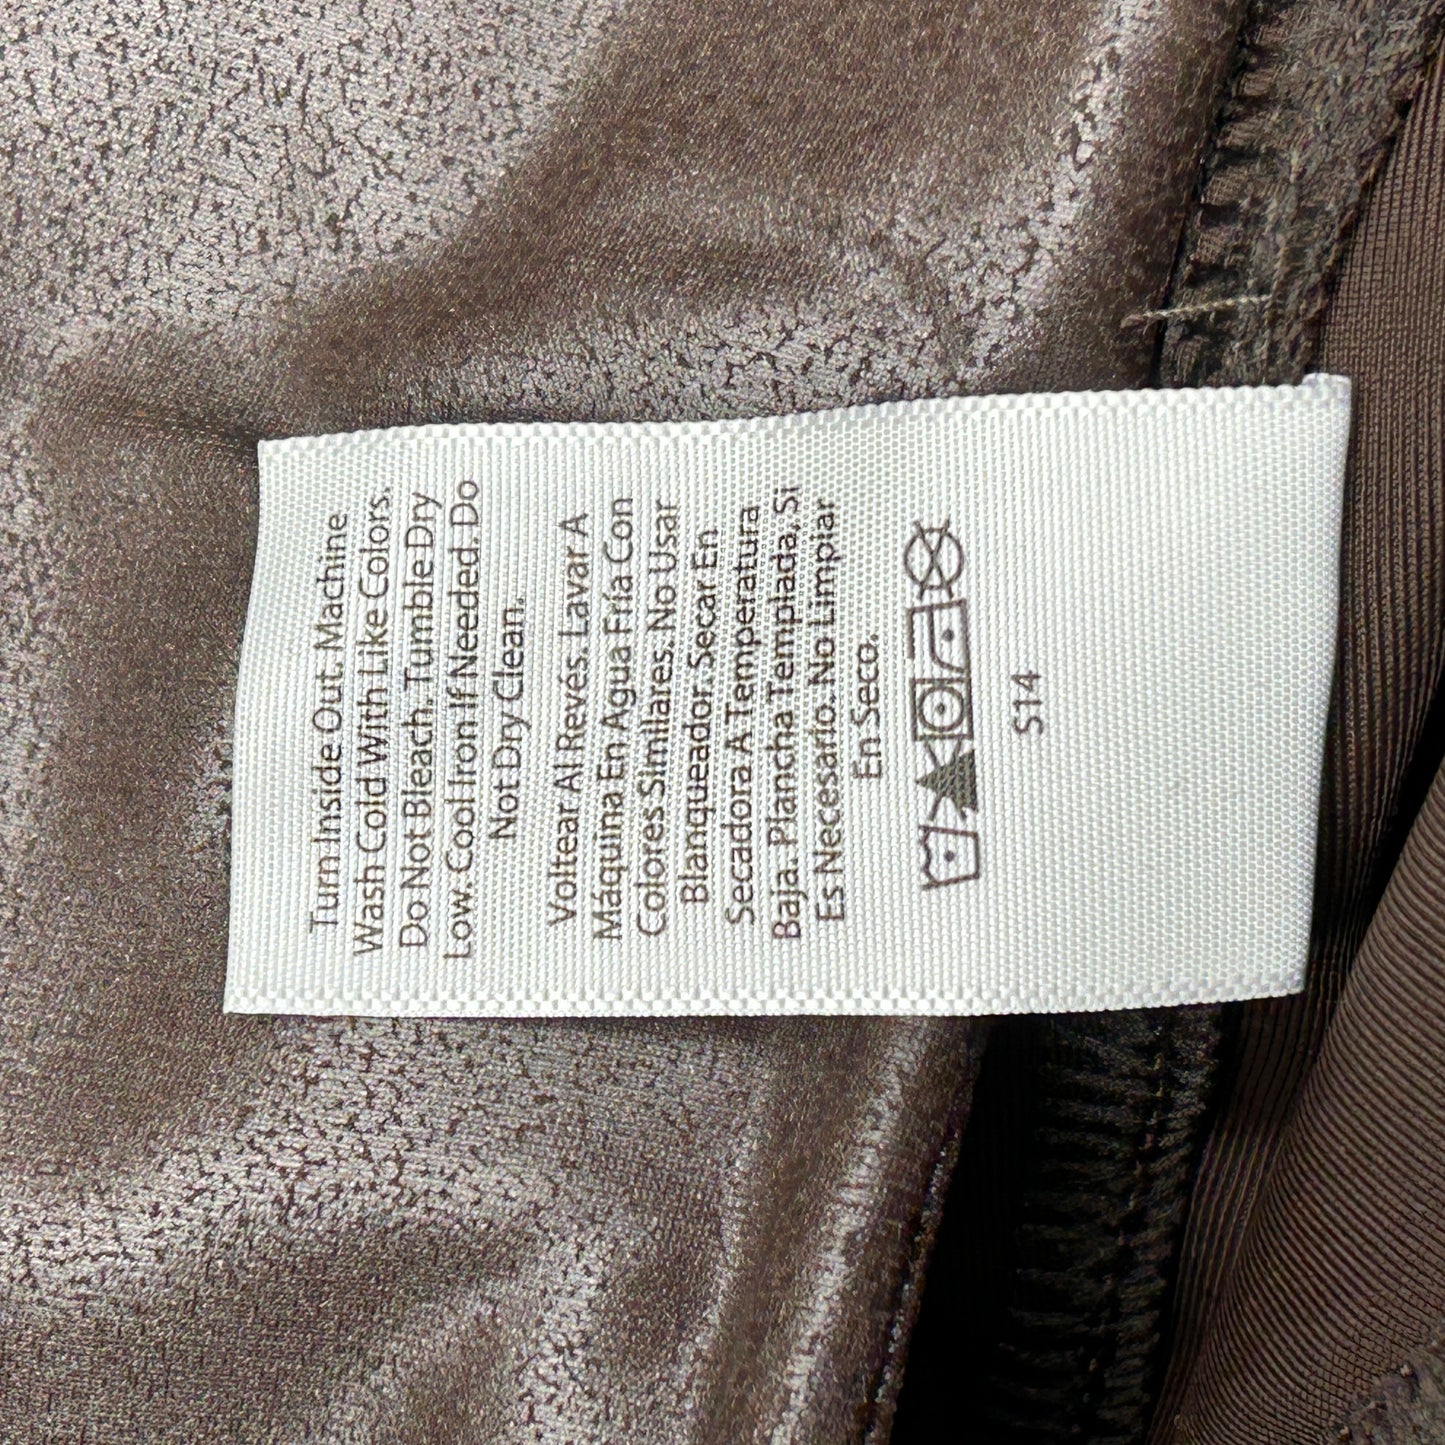 Turn Inside Out. Machine
Wash Cold With Like Colors.
Do Not Bleach. Tumble Dry
Low. Cool Iron If Needed. Do
Not Dry Clean.
Voltear Al Revés. Lavar A
Máquina En Agua Fría Con
Colores Similares. No Usar
Blanqueador. Secar En
Secadora A Temperatura
Baja. Plancha Templada, Si
Es Necesario. No Limpiar
En Seco.
S14